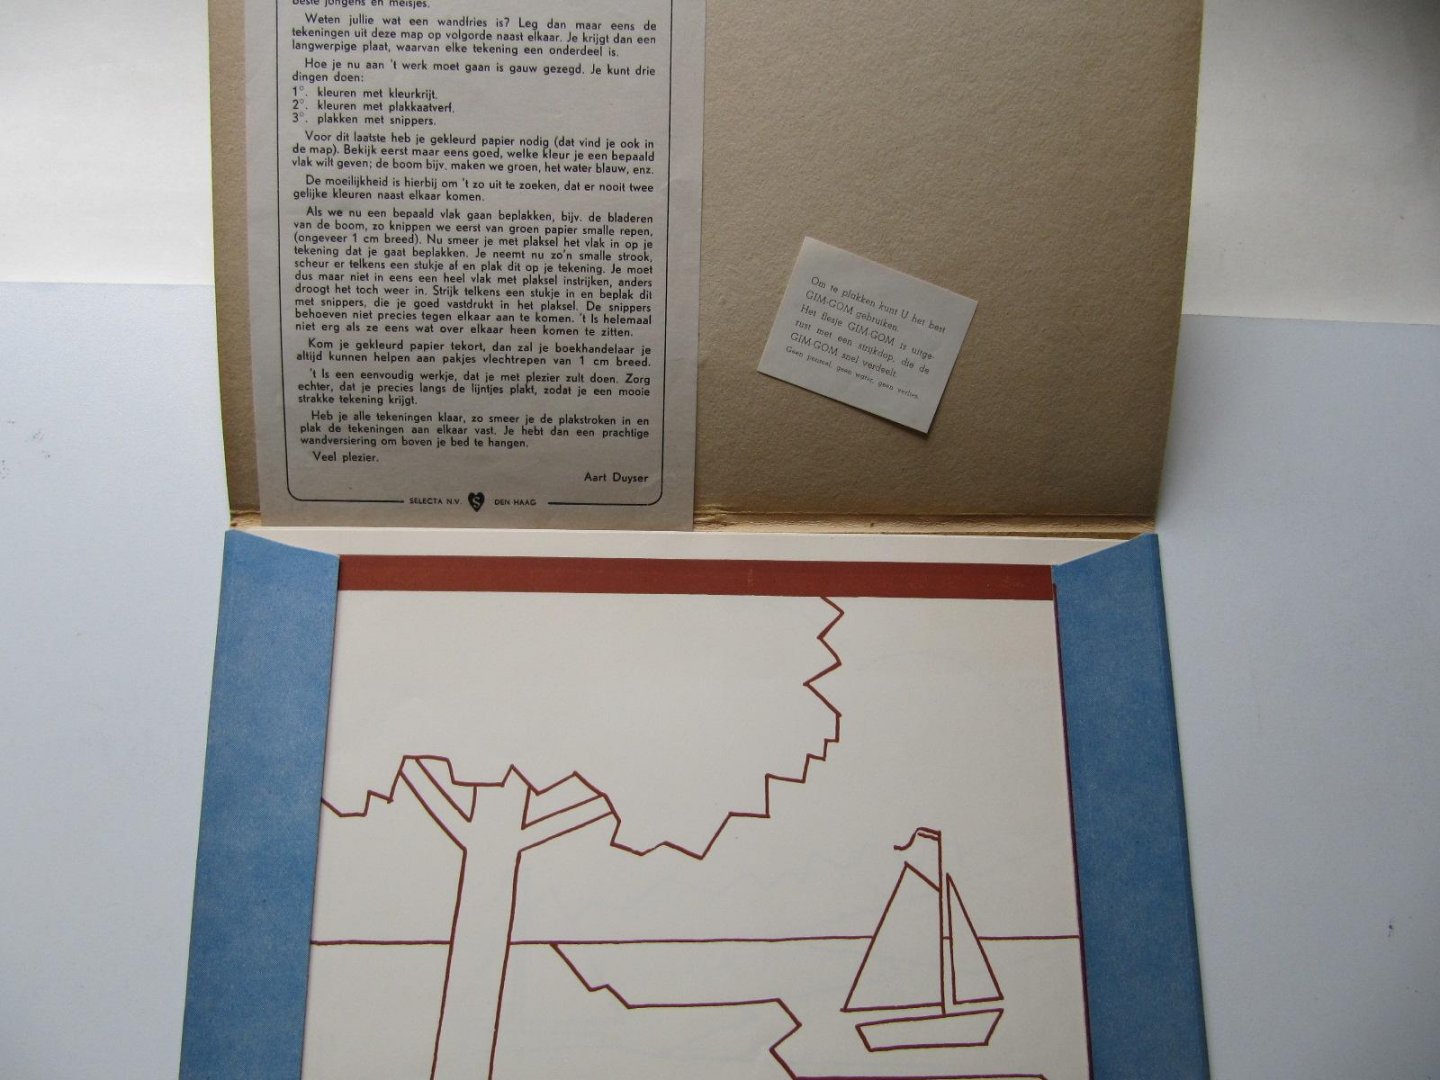 Beste jongens en meisjes.
Weten jullie wat een wandfries is? Leg dan maar eens de
tekeningen uit deze map op volgorde naast elkaar. Je krijgt dan een
langwerpige plaat, waarvan elke tekening een onderdeel is.
Hoe je nu aan 't werk moet gaan is gauw gezegd. Je kunt drie
dingen doen:
1°. kleuren met kleurkrijt.
2°. kleuren met plakkaatverf.
3°. plakken met snippers.
Voor dit laatste heb je gekleurd papier nodig (dat vind je ook in
de map). Bekijk eerst maar eens goed, welke kleur je een bepaald
vlak wilt geven; de boom bijv. maken we groen, het water blauw, enz.
De moeilijkheid is hierbij om 't zo uit te zoeken, dat er nooit twee
gelijke kleuren naast elkaar komen.
Als we nu een bepaald vlak gaan beplakken, bijv. de bladeren
van de boom, zo knippen we eerst van groen papier smalle repen,
(ongeveer 1 cm breed). Nu smeer je met plaksel het vlak in op je
tekening dat je gaat beplakken. Je neemt nu zo'n smalle strook,
scheur er telkens een stukje af en plak dit op je tekening. Je moet
dus maar niet in eens een heel vlak met plaksel instrijken, anders
droogt het toch weer in. Strijk telkens een stukje in en beplak dit
met snippers, die je goed vastdrukt in het plaksel. De snippers
behoeven niet precies tegen elkaar aan te komen. 't Is helemaal
niet erg als ze eens wat over elkaar heen komen te zitten.
Kom je gekleurd papier tekort, dan zal je boekhandelaar je
altijd kunnen helpen aan pakjes vlechtrepen van 1 cm breed.
't Is een eenvoudig werkje, dat je met plezier zult doen. Zorg
echter, dat je precies langs de lijntjes plakt, zodat je een mooie
strakke tekening krijgt.
Heb je alle tekeningen klaar, zo smeer je de plakstroken in en
plak de tekeningen aan elkaar vast. Je hebt dan een prachtige
wandversiering om boven je bed te hangen.
Veel plezier.
Aart Duyser
SELECTA N.V. S DEN HAAG
Om te plakken kunt U het best
GIM-GOM gebruiken.
Het flesje GIM-GOM is uitge-
rust met een strijkdop, die de
GIM-GOM snel verdeelt.
Geen penseel, geen water, geen verlies.